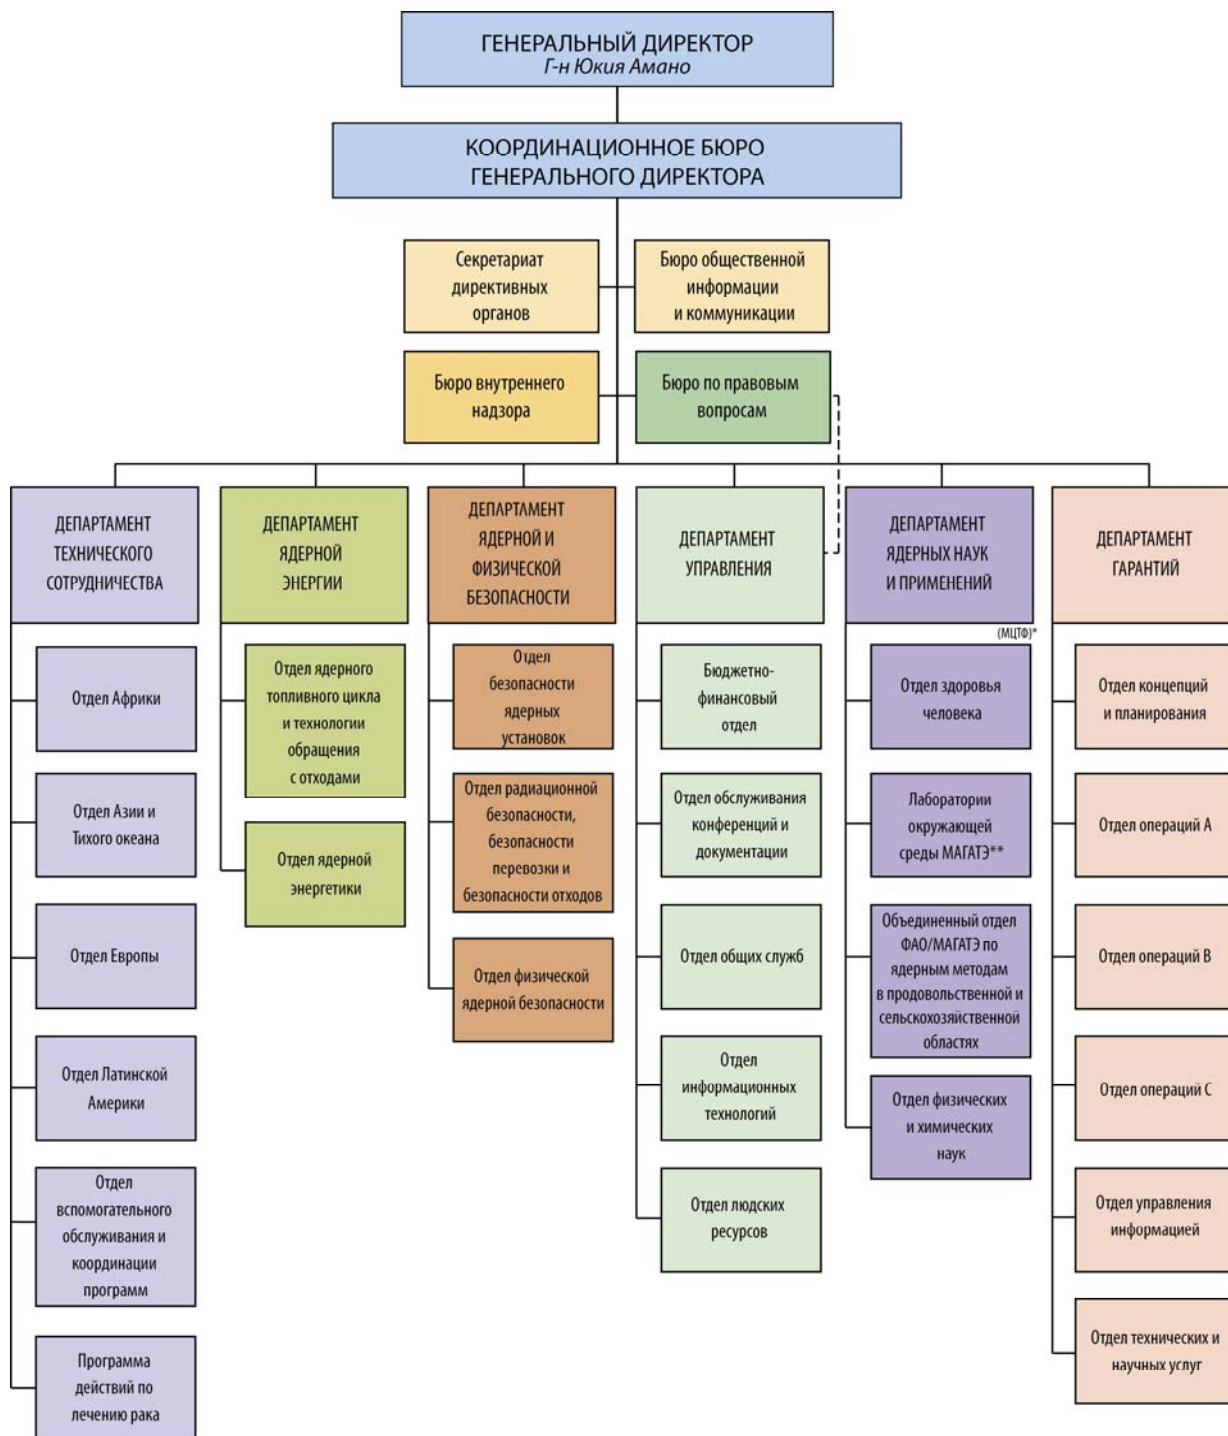 ГЕНЕРАЛЬНЫЙ ДИРЕКТОР
Г-н Юкия Амано
КООРДИНАЦИОННОЕ БЮРО
ГЕНЕРАЛЬНОГО ДИРЕКТОРА
Секретариат
директивных
органов
Бюро общественной
информации
и коммуникации
Бюро внутреннего
надзора
Бюро по правовым
вопросам
ДЕПАРТАМЕНТ
ТЕХНИЧЕСКОГО
СОТРУДНИЧЕСТВА
Отдел Африки
Отдел Азии и
Тихого океана
Отдел Европы
Отдел Латинской
Америки
Отдел
вспомогательного
обслуживания и
координации
программ
Программа
действий по
лечению рака
ДЕПАРТАМЕНТ
ЯДЕРНОЙ
ЭНЕРГИИ
Отдел ядерного
топливного цикла
и технологии
обращения
с отходами
Отдел ядерной
энергетики
ДЕПАРТАМЕНТ
ЯДЕРНОЙ И
ФИЗИЧЕСКОЙ
БЕЗОПАСНОСТИ
Отдел
безопасности
ядерных
установок
Отдел радиационной
безопасности,
безопасности
перевозки и
безопасности отходов
Отдел физической
ядерной безопасности
ДЕПАРТАМЕНТ
УПРАВЛЕНИЯ
Бюджетно-
финансовый
отдел
Отдел обслуживания
конференций и
документации
Отдел общих служб
Отдел
информационных
технологий
Отдел людских
ресурсов
ДЕПАРТАМЕНТ
ЯДЕРНЫХ НАУК
И ПРИМЕНЕНИЙ
(МЦТФ)*
Отдел здоровья
человека
Лаборатории
окружающей
среды МАГАТЭ**
Объединенный отдел
ФАО/МАГАТЭ по
ядерным методам
в продовольственной и
сельскохозяйственной
областях
Отдел физических
и химических
наук
ДЕПАРТАМЕНТ
ГАРАНТИЙ
Отдел концепций
и планирования
Отдел операций А
Отдел операций В
Отдел операций С
Отдел управления
информацией
Отдел технических и
научных услуг